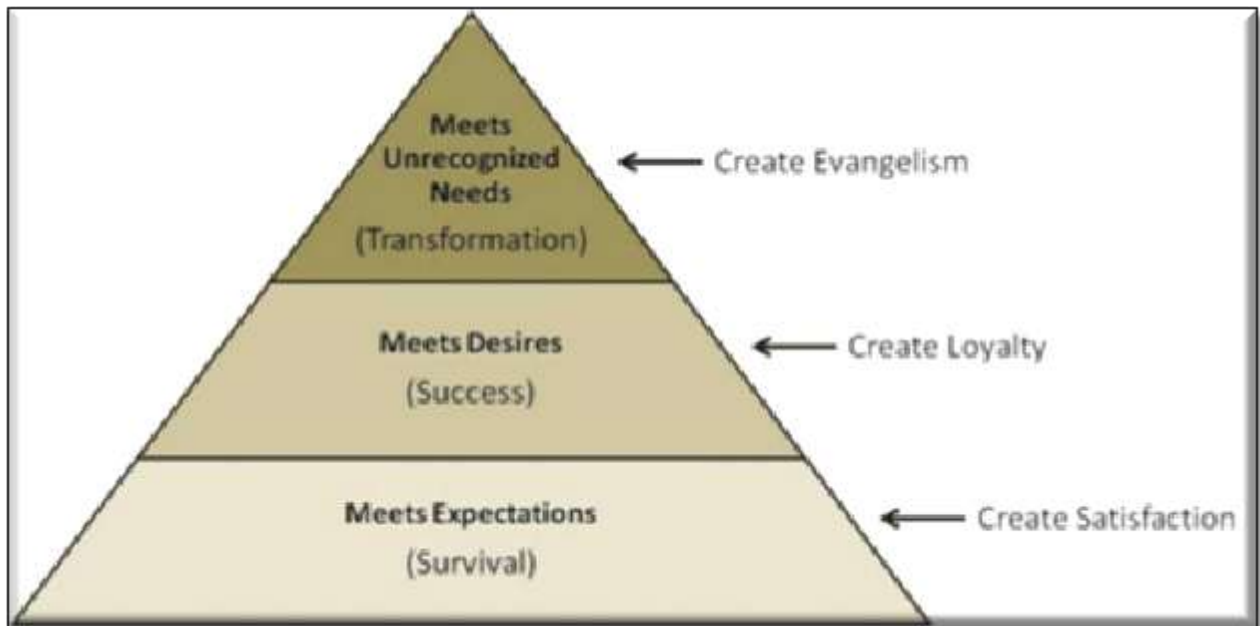 Meets
Unrecognized
Needs
(Transformation)
Create Evangelism
Meets Desires
(Success)
Create Loyalty
Meets Expectations
(Survival)
Create Satisfaction